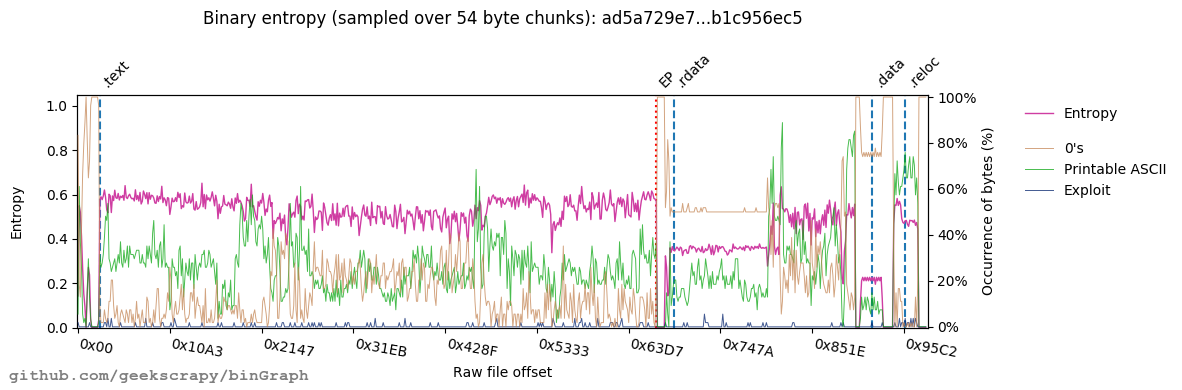 Binary entropy (sampled over 54 byte chunks): ad5a729e7...b1c956ec5
.text
EP
.rdata
.data
.reloc
1.0
0.8
0.6
0.4
0.2
0.0
Entropy
100%
80%
60%
40%
20%
0%
Occurrence of bytes (%)
Entropy
0's
Printable ASCII
Exploit
0x00
0x10A3
0x2147
0x31EB
0x428F
0x5333
0x63D7
0x747A
0x851E
0x95C2
Raw file offset
github.com/geekscrapy/binGraph